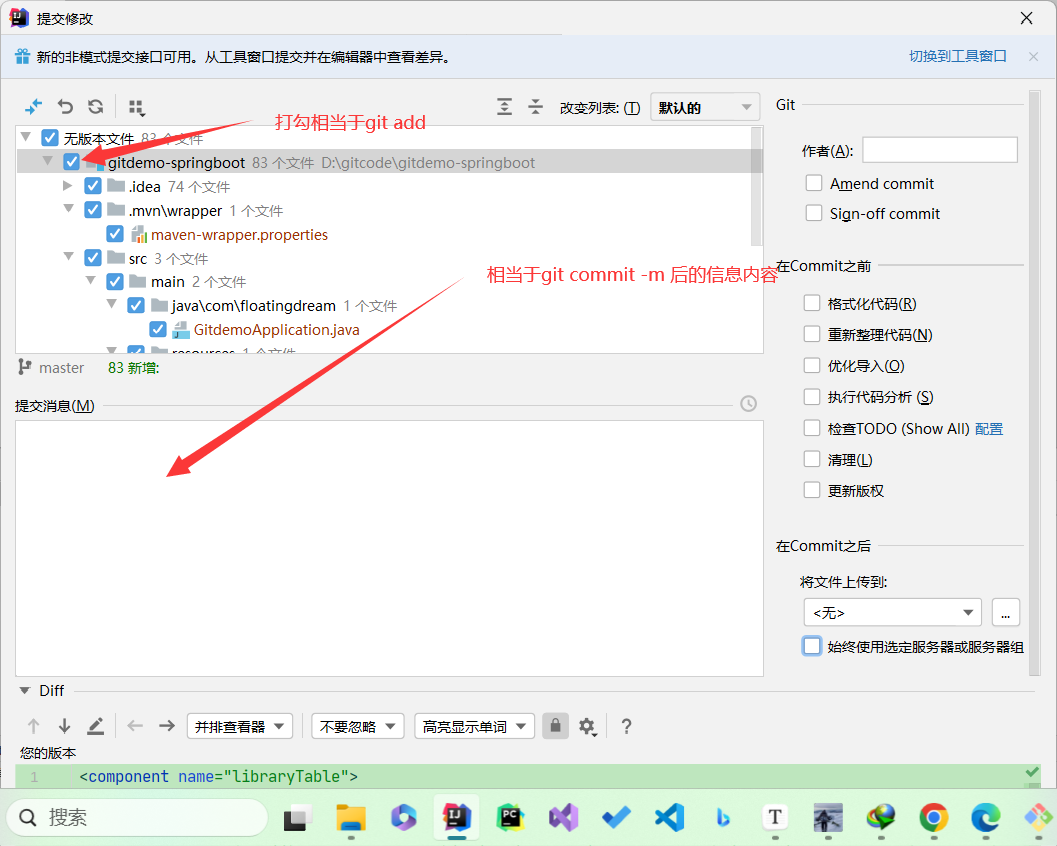 提交修改
新的非模式提交接口可用。从工具窗口提交并在编辑器中查看差异。 切换到工具窗口
改变列表: (T) 默认的
打勾相当于git add
无版本文件 83 个文件
gitdemo-springboot 83 个文件 D:\gitcode\gitdemo-springboot
.idea 74 个文件
.mvn\wrapper 1 个文件
maven-wrapper.properties
src 3 个文件
main 2 个文件
java\com\floatingdream 1 个文件
GitdemoApplication.java
resources 1 个文件
相当于git commit -m 后的信息内容
master 83 新增:
提交消息(M)
Git
作者(A):
Amend commit
Sign-off commit
在Commit之前
格式化代码(R)
重新整理代码(N)
优化导入(O)
执行代码分析 (S)
检查TODO (Show All) 配置
清理(L)
更新版权
在Commit之后
将文件上传到:
<无> ...
始终使用选定服务器或服务器组
Diff
并排查看器 不要忽略 高亮显示单词 ?
您的版本
1 <component name="libraryTable">
搜索